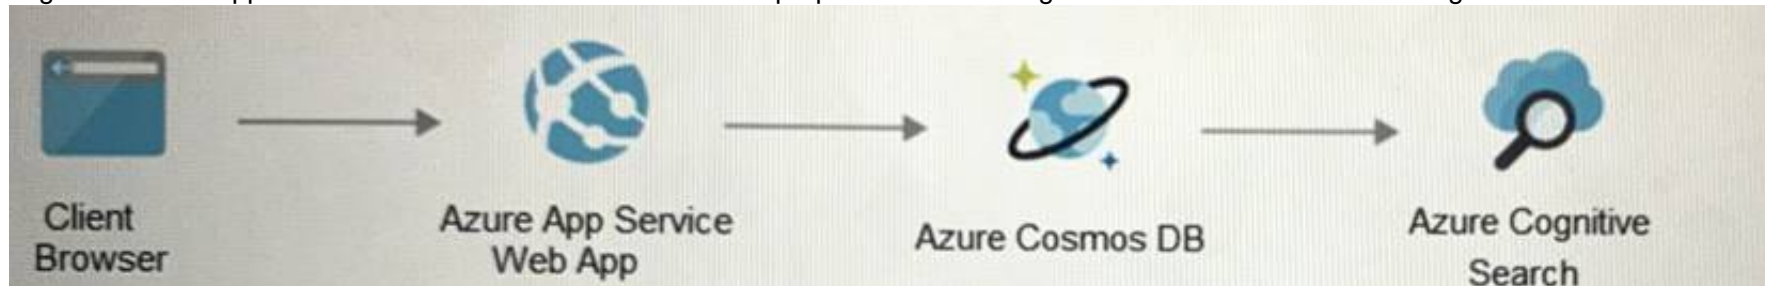 Client
Browser
Azure App Service
Web App
Azure Cosmos DB
Azure Cognitive
Search